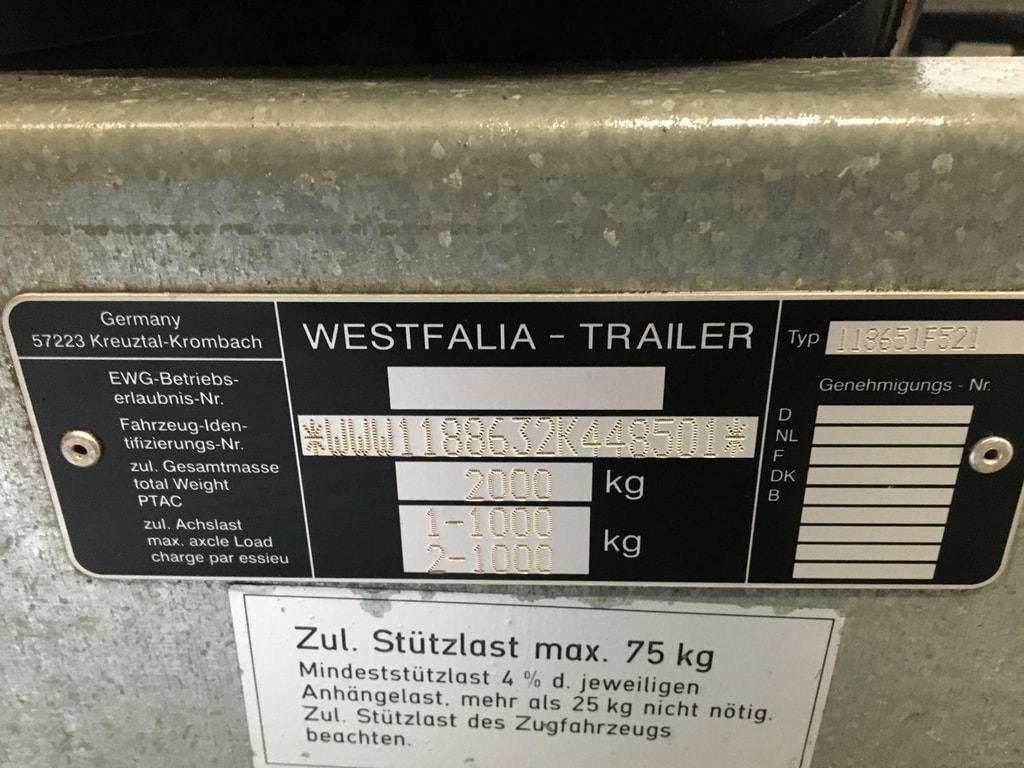 Germany
57223 Kreuztal-Krombach
EWG-Betriebs-
erlaubnis-Nr.
Fahrzeug-Iden-
tifizierungs-Nr.
zul. Gesamtmasse
total Weight
PTAC
zul. Achslast
max. axcle Load
charge par essieu
WESTFALIA - TRAILER
*WWW1188632K448501*
2000 kg
1-1000
2-1000 kg
Typ 118651F521
Genehmigungs - Nr.
D
NL
F
DK
B
Zul. Stützlast max. 75 kg
Mindeststützlast 4 % d. jeweiligen
Anhängelast, mehr als 25 kg nicht nötig.
Zul. Stützlast des Zugfahrzeugs
beachten.